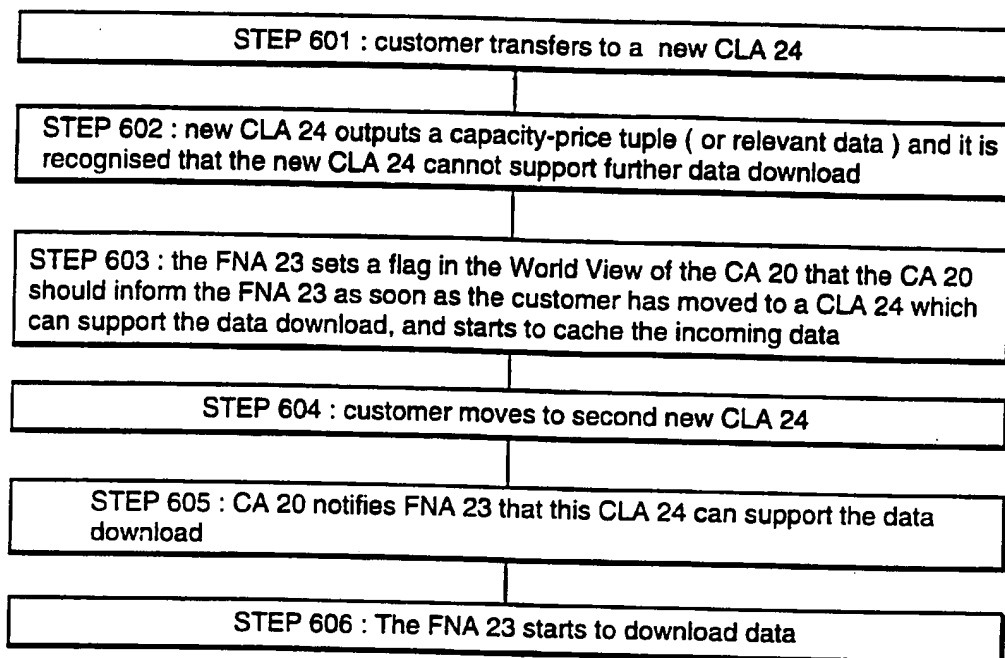 STEP 601 : customer transfers to a new CLA 24
STEP 602 : new CLA 24 outputs a capacity-price tuple ( or relevant data ) and it is
recognised that the new CLA 24 cannot support further data download
STEP 603 : the FNA 23 sets a flag in the World View of the CA 20 that the CA 20
should inform the FNA 23 as soon as the customer has moved to a CLA 24 which
can support the data download, and starts to cache the incoming data
STEP 604 : customer moves to second new CLA 24
STEP 605 : CA 20 notifies FNA 23 that this CLA 24 can support the data
download
STEP 606 : The FNA 23 starts to download data